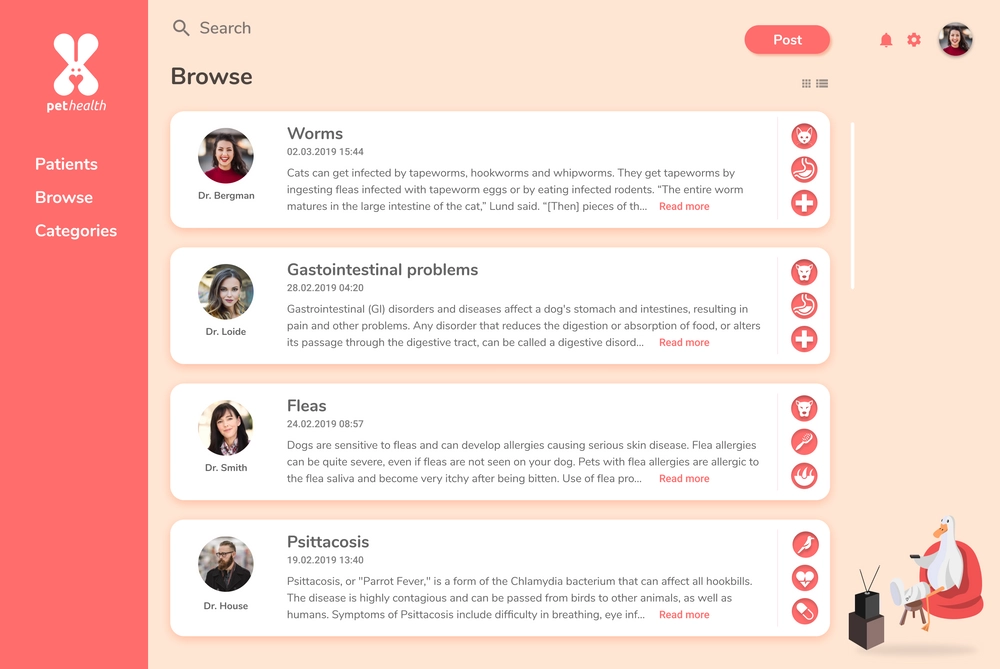 Search
Post
Browse
pethealth
Patients
Browse
Categories
Worms
02.03.2019 15:44
Cats can get infected by tapeworms, hookworms and whipworms. They get tapeworms by
ingesting fleas infected with tapeworm eggs or by eating infected rodents. “The entire worm
matures in the large intestine of the cat,” Lund said. “[Then] pieces of th... Read more
Dr. Bergman
Gastointestinal problems
28.02.2019 04:20
Gastrointestinal (GI) disorders and diseases affect a dog's stomach and intestines, resulting in
pain and other problems. Any disorder that reduces the digestion or absorption of food, or alters
its passage through the digestive tract, can be called a digestive disord... Read more
Dr. Loide
Fleas
24.02.2019 08:57
Dogs are sensitive to fleas and can develop allergies causing serious skin disease. Flea allergies
can be quite severe, even if fleas are not seen on your dog. Pets with flea allergies are allergic to
the flea saliva and become very itchy after being bitten. Use of flea pro... Read more
Dr. Smith
Psittacosis
19.02.2019 13:40
Psittacosis, or "Parrot Fever," is a form of the Chlamydia bacterium that can affect all hookbills.
The disease is highly contagious and can be passed from birds to other animals, as well as
humans. Symptoms of Psittacosis include difficulty in breathing, eye inf... Read more
Dr. House